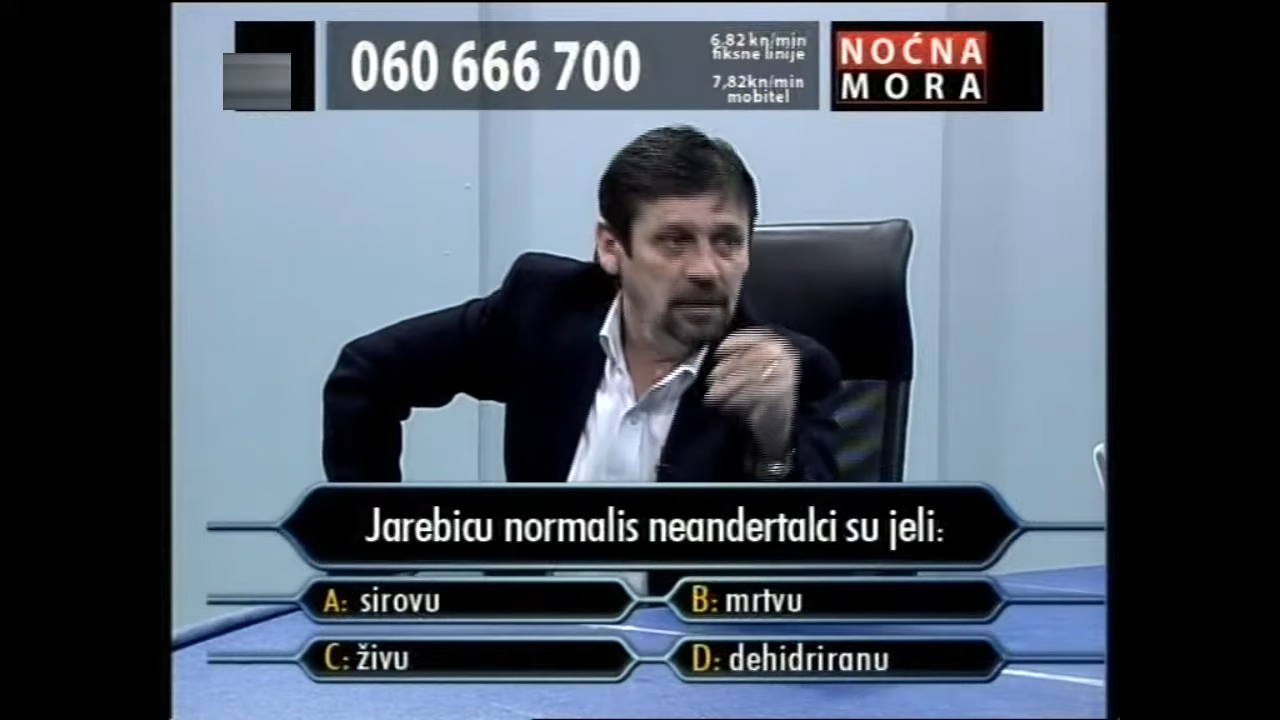 060 666 700
6,82 kn/min
fiksne linije
7,82kn/min
mobitel
NOĆNA
MORA
Jarebicu normalis neandertalci su jeli:
A: sirovu
B: mrtvu
C: živu
D: dehidriranu